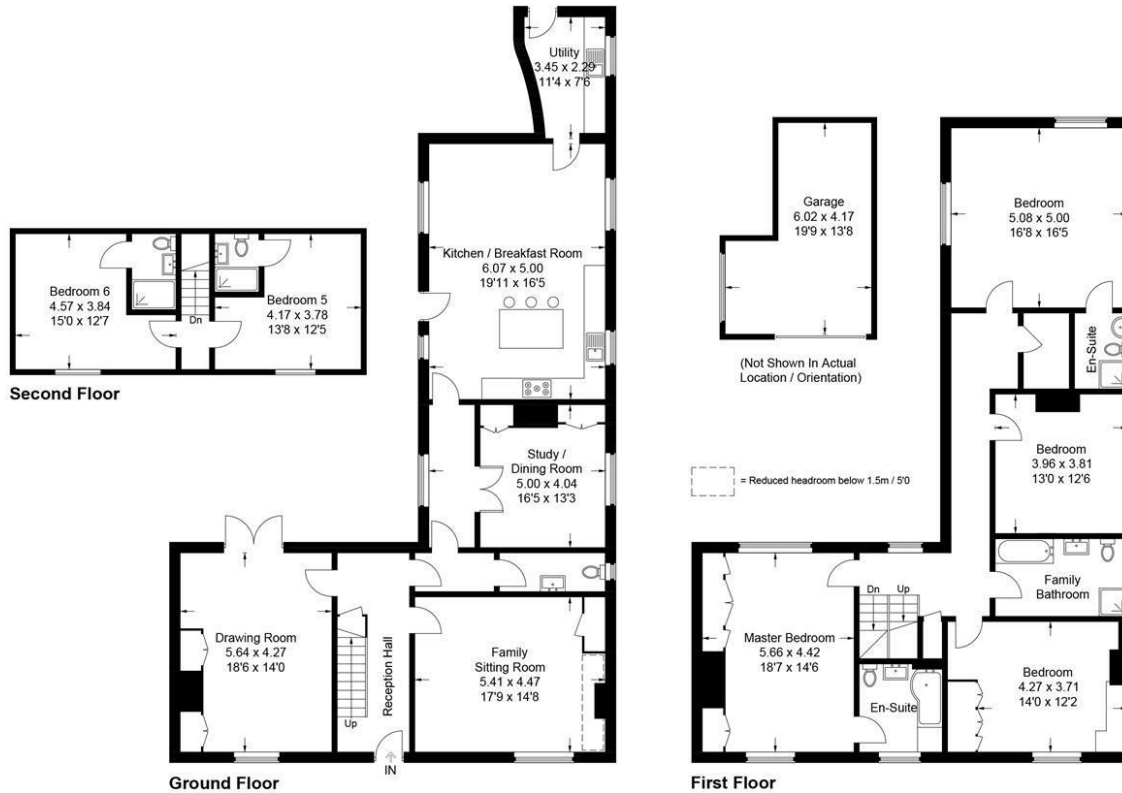 Utility
3.45 x 2.29
11'4 x 7'6
Kitchen / Breakfast Room
6.07 x 5.00
19'11 x 16'5
Bedroom 6
4.57 x 3.84
15'0 x 12'7
Dn
Bedroom 5
4.17 x 3.78
13'8 x 12'5
Second Floor
Study /
Dining Room
5.00 x 4.04
16'5 x 13'3
Drawing Room
5.64 x 4.27
18'6 x 14'0
Up
Reception Hall
IN
Family
Sitting Room
5.41 x 4.47
17'9 x 14'8
Ground Floor
Garage
6.02 x 4.17
19'9 x 13'8
(Not Shown In Actual
Location / Orientation)
= Reduced headroom below 1.5m / 5'0
Bedroom
5.08 x 5.00
16'8 x 16'5
En-Suite
Bedroom
3.96 x 3.81
13'0 x 12'6
Family
Bathroom
Dn Up
Master Bedroom
5.66 x 4.42
18'7 x 14'6
En-Suite
Bedroom
4.27 x 3.71
14'0 x 12'2
First Floor